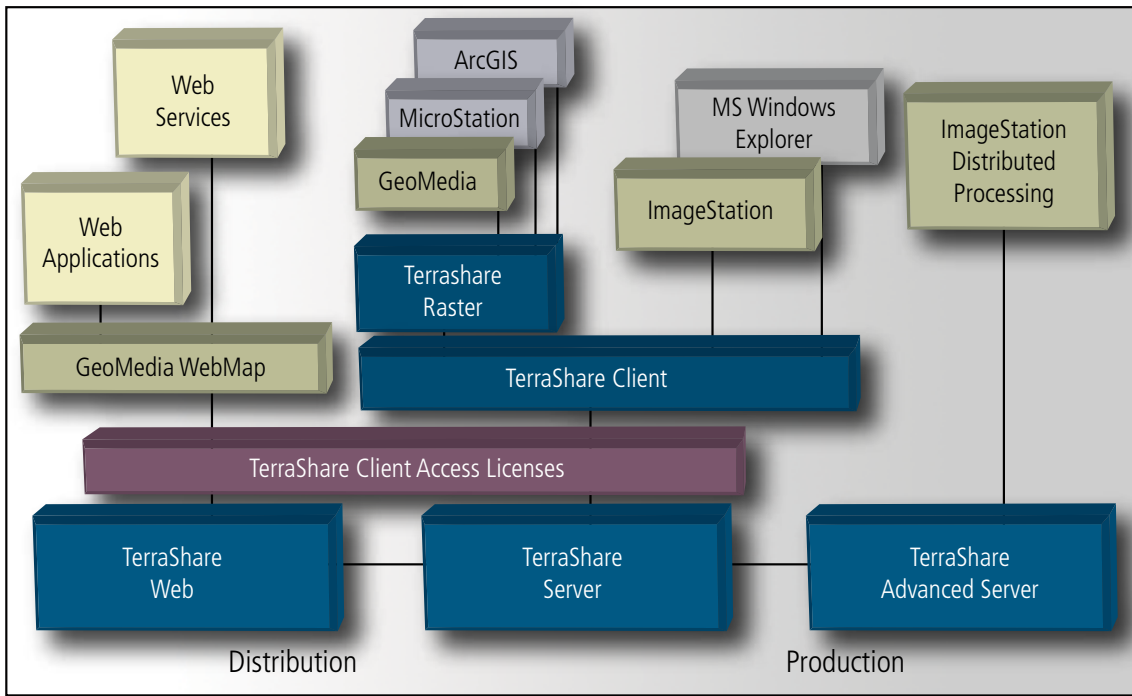 Web
Services
Web
Applications
GeoMedia WebMap
ArcGIS
MicroStation
GeoMedia
Terrashare
Raster
MS Windows
Explorer
ImageStation
ImageStation
Distributed
Processing
TerraShare Client
TerraShare Client Access Licenses
TerraShare
Web
TerraShare
Server
TerraShare
Advanced Server
Distribution
Production